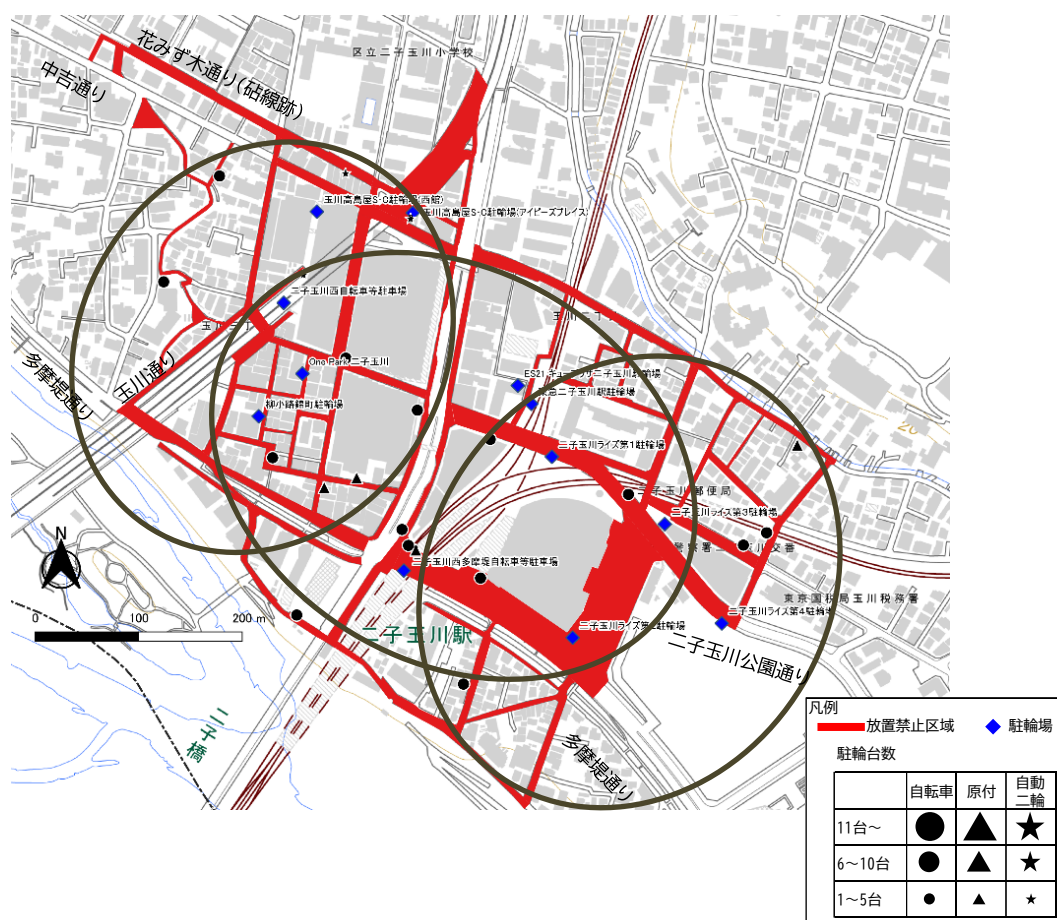 区立二子玉川小学校
花みず木通り(砧線跡)
中吉通り
玉川高島屋S・C駐輪場(西館)
玉川高島屋S・C駐輪場(アイビーズプレイス)
二子玉川西自転車等駐車場
多摩堤通り
玉川通り
One Park 二子玉川
柳小路錦町駐輪場
駐輪場
二子玉川駅駐輪場
20
二子玉川ライズ第1駐輪場
二子玉川郵便局
二子玉川ライズ第3駐輪場
二子玉川西多摩堤自転車等駐車場
東京国税局玉川税務署
二子玉川ライズ第4駐輪場
N
0
100
200 m
二子玉川駅
二子玉川ライズ第2駐輪場
二子玉川公園通り
二子橋
多摩堤通り
凡例
放置禁止区域 駐輪場
駐輪台数
自転車 原付 自動二輪
11台～
6～10台
1～5台